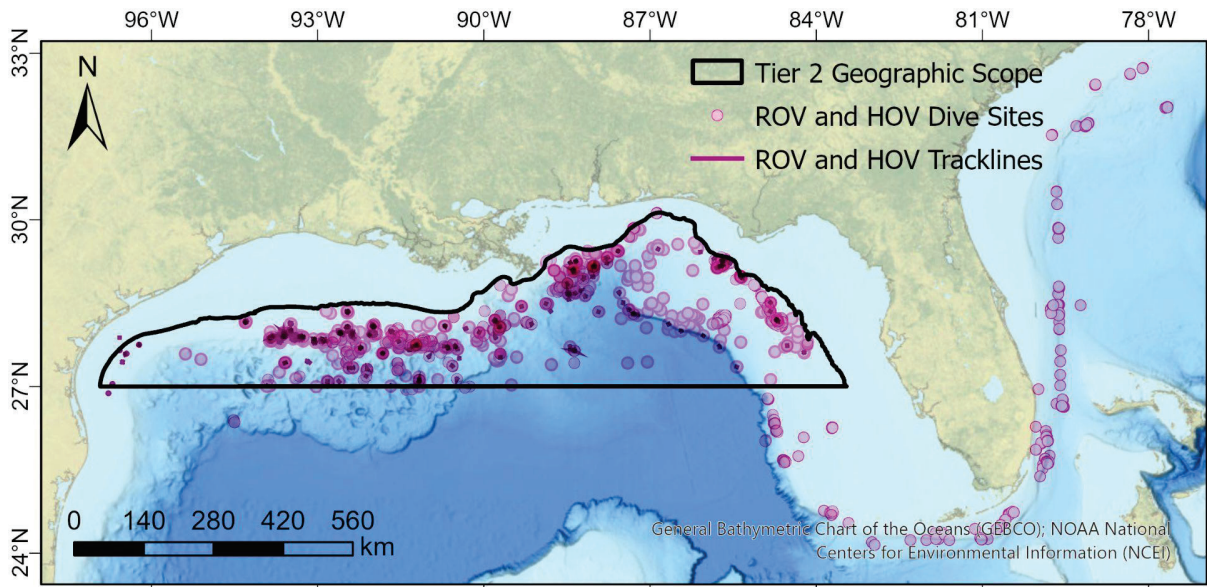 96°W 93°W 90°W 87°W 84°W 81°W 78°W
33°N
N
Tier 2 Geographic Scope
ROV and HOV Dive Sites
ROV and HOV Tracklines
30°N
27°N
0 140 280 420 560
km
General Bathymetric Chart of the Oceans (GEBCO); NOAA National
Centers for Environmental Information (NCEI)
24°N